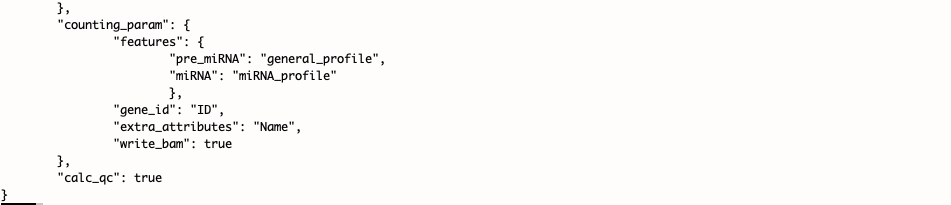 },
"counting_param": {
"features": {
"pre_miRNA": "general_profile",
"miRNA": "miRNA_profile"
},
"gene_id": "ID",
"extra_attributes": "Name",
"write_bam": true
},
"calc_qc": true
}